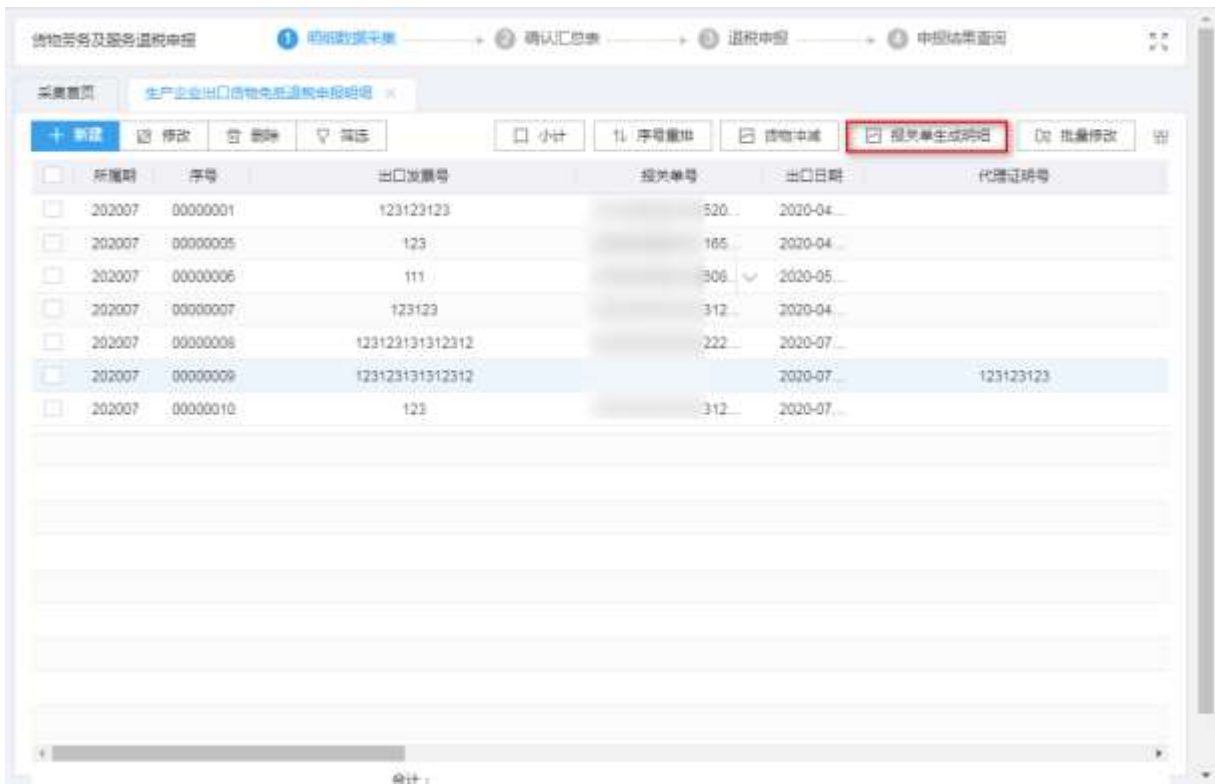 货物劳务及服务退税申报 1 明细数据采集 2 确认汇总表 3 退税申报 4 申报结果查询
采集首页 生产企业出口货物免抵退税申报明细 ×
+ 新建 修改 删除 筛选 小计 序号重排 货物冲减 报关单生成明细 批量修改
所属期 序号 出口发票号 报关单号 出口日期 代理证明号
202007 00000001 123123123 520... 2020-04...
202007 00000005 123 165... 2020-04...
202007 00000006 111 506... 2020-05...
202007 00000007 123123 312... 2020-04...
202007 00000008 123123131312312 222... 2020-07...
202007 00000009 123123131312312 2020-07... 123123123
202007 00000010 123 312... 2020-07...
合计：